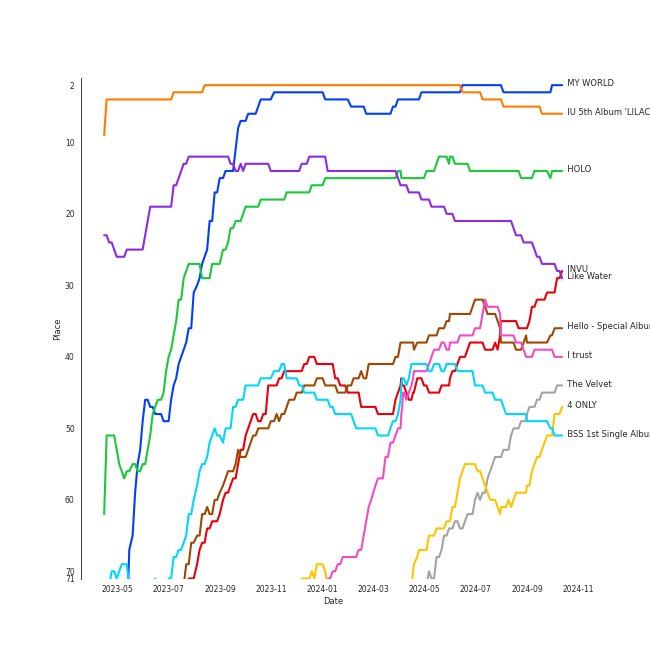 2
10
20
30
40
50
60
70
71
Place
2023-05
2023-07
2023-09
2023-11
2024-01
2024-03
2024-05
2024-07
2024-09
2024-11
Date
MY WORLD
IU 5th Album 'LILAC
HOLO
INVU
Like Water
Hello - Special Albu
I trust
The Velvet
4 ONLY
BSS 1st Single Albu